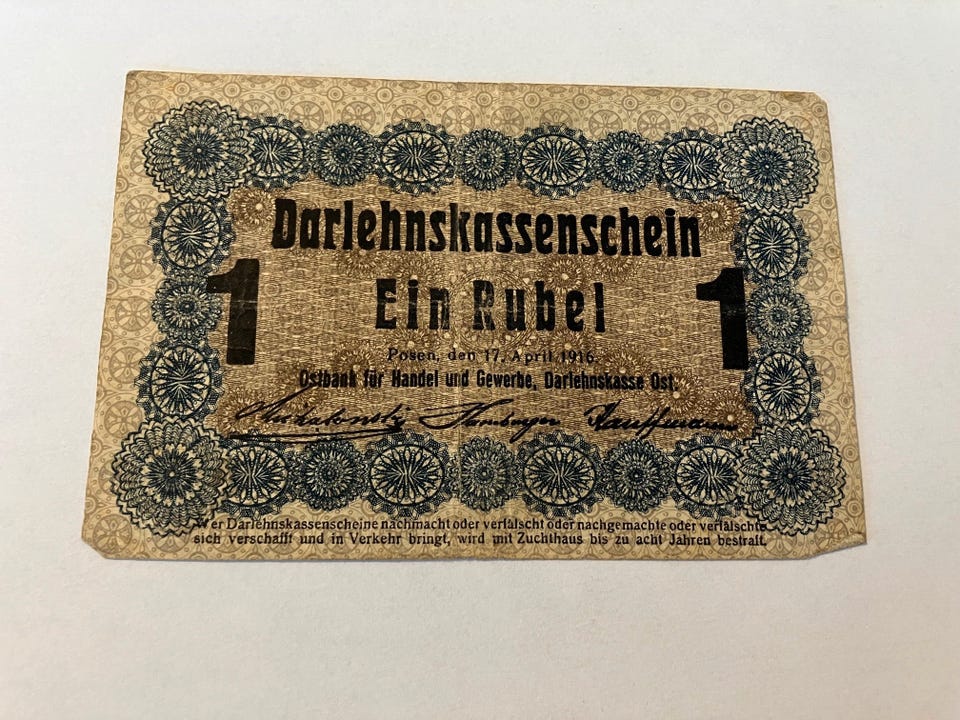 Darlehnskassenschein
1 Ein Rubel 1
Posen, den 17. April 1916.
Ostbank für Handel und Gewerbe, Darlehnskasse Ost.
Hamburger Kauffmann
Wer Darlehnskassenscheine nachmacht oder verfälscht oder nachgemachte oder verfälschte
sich verschafft und in Verkehr bringt, wird mit Zuchthaus bis zu acht Jahren bestraft.